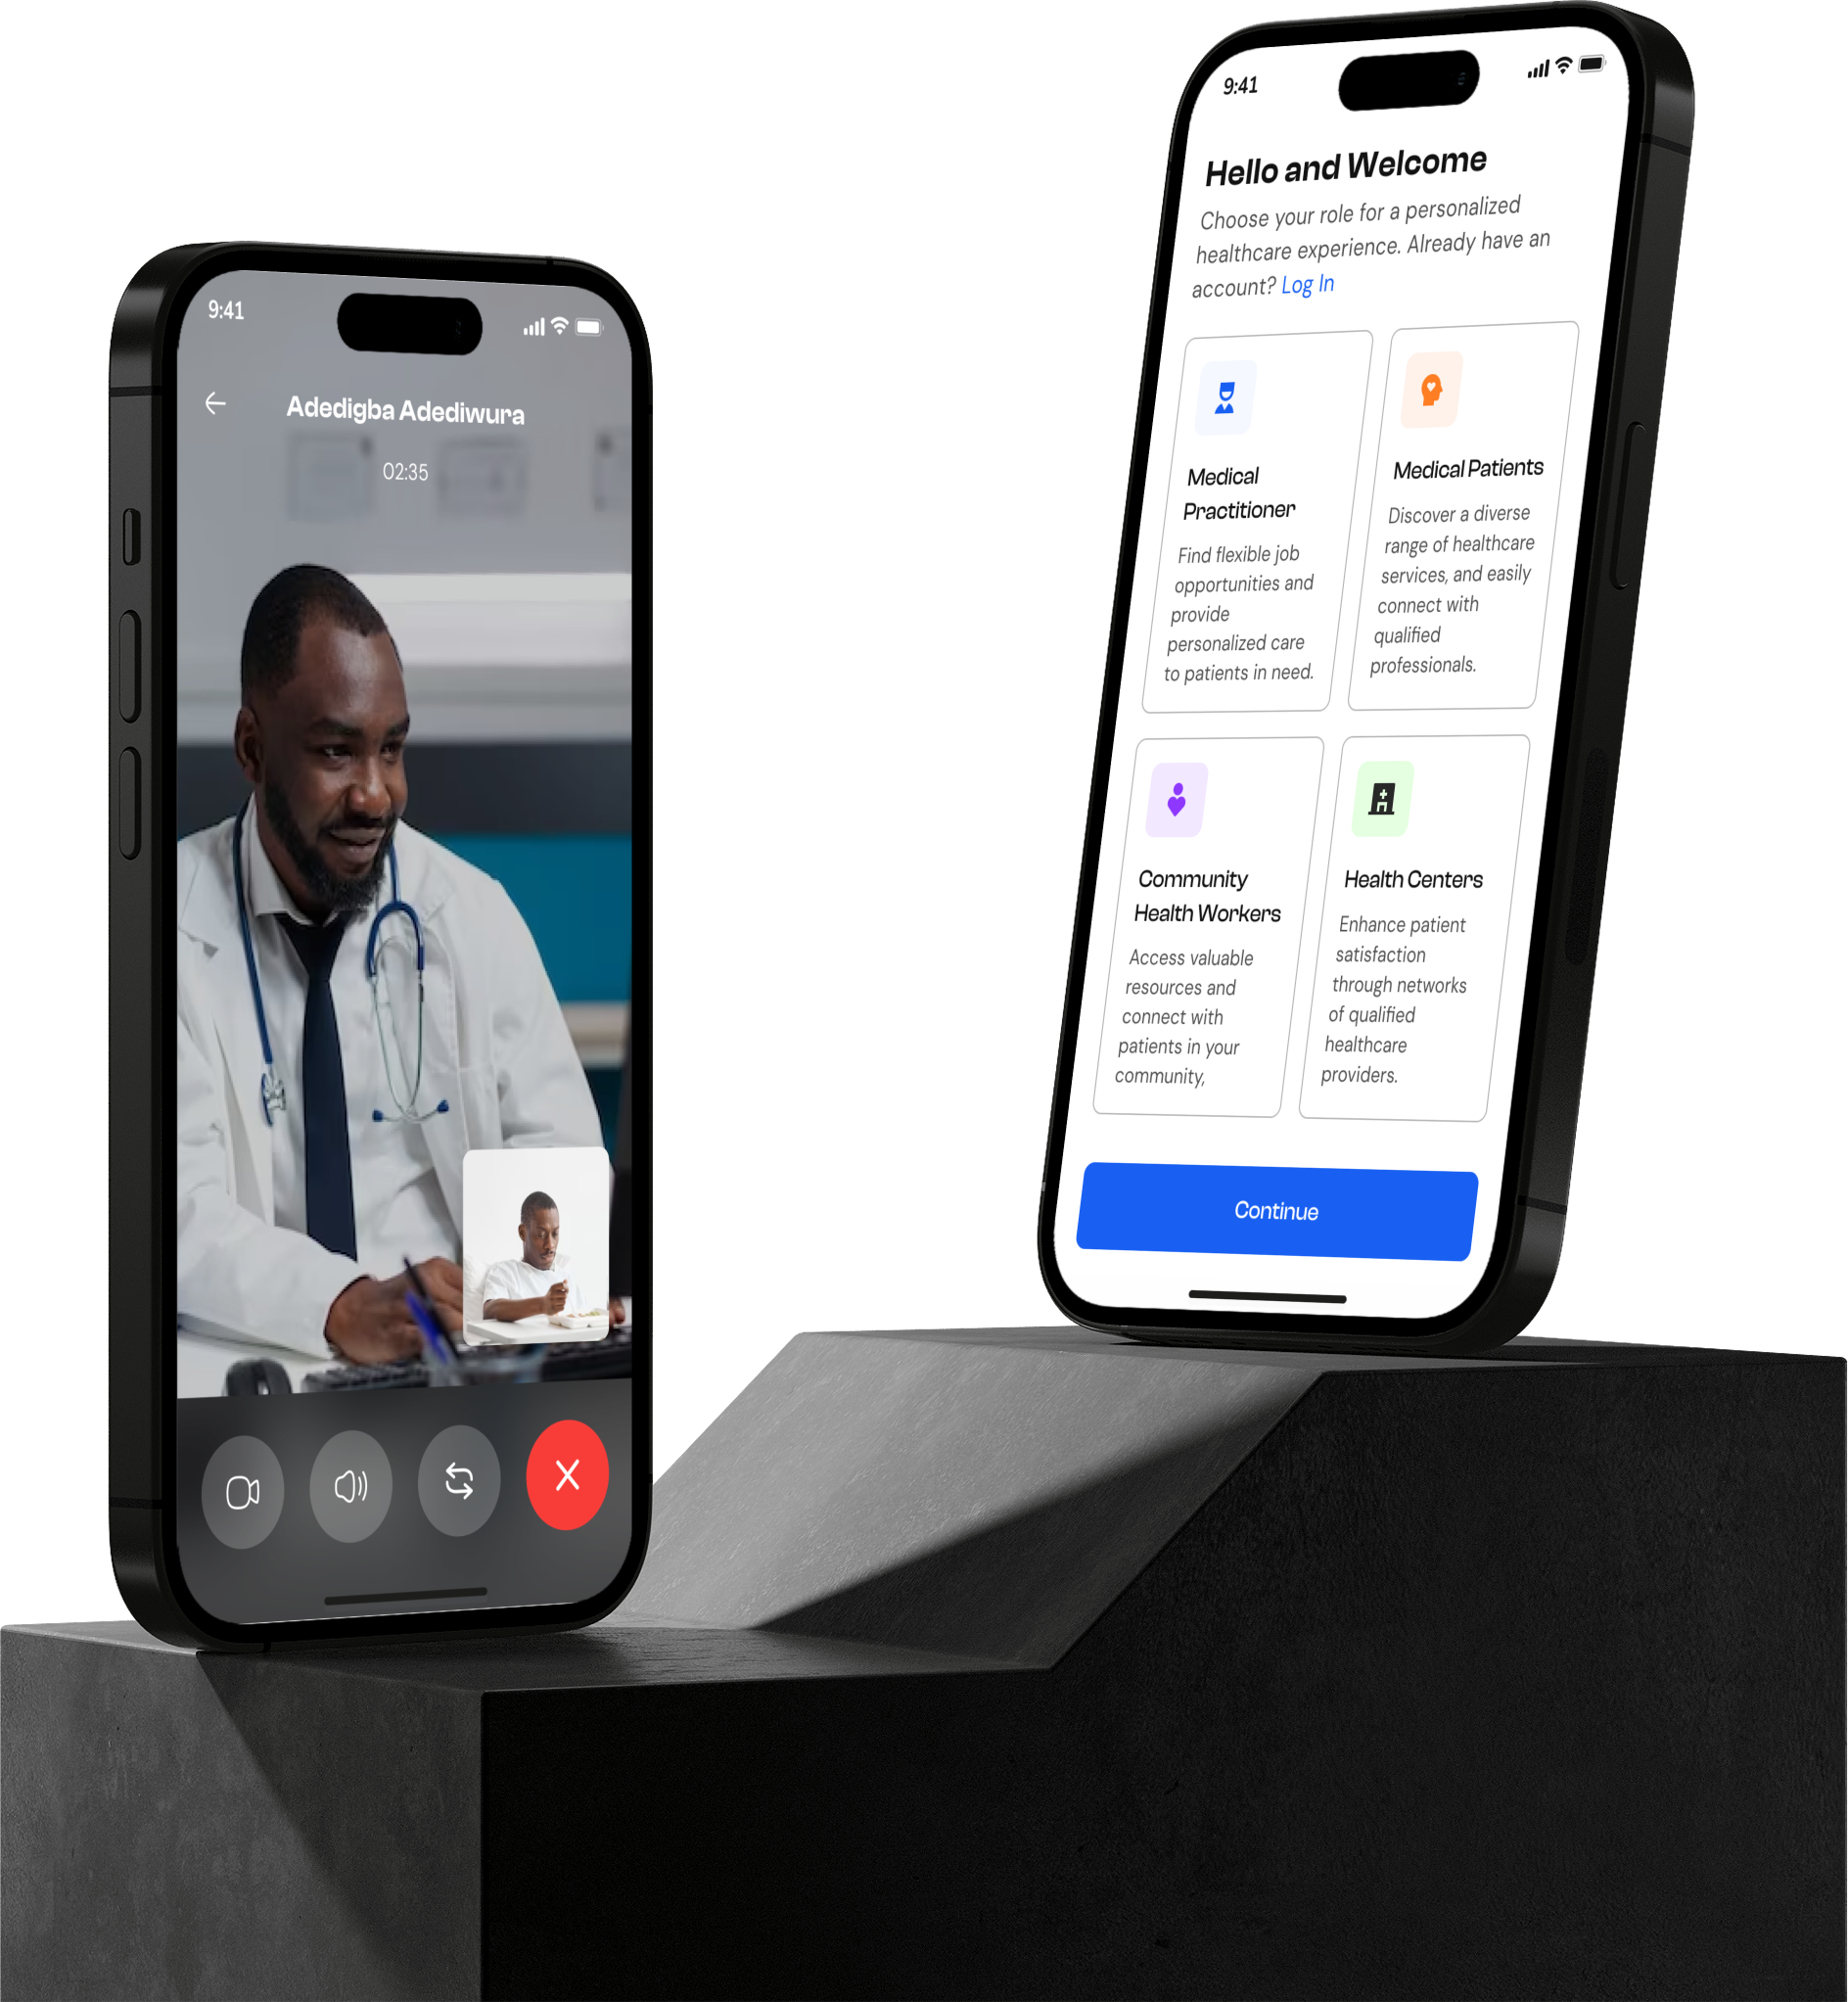 9:41
Adedigba Adediwura
02:35
9:41
Hello and Welcome
Choose your role for a personalized
healthcare experience. Already have an
account? Log In
Medical
Practitioner
Find flexible job
opportunities and
provide
personalized care
to patients in need.
Medical Patients
Discover a diverse
range of healthcare
services, and easily
connect with
qualified
professionals.
Community
Health Workers
Access valuable
resources and
connect with
patients in your
community,
Health Centers
Enhance patient
satisfaction
through networks
of qualified
healthcare
providers.
Continue